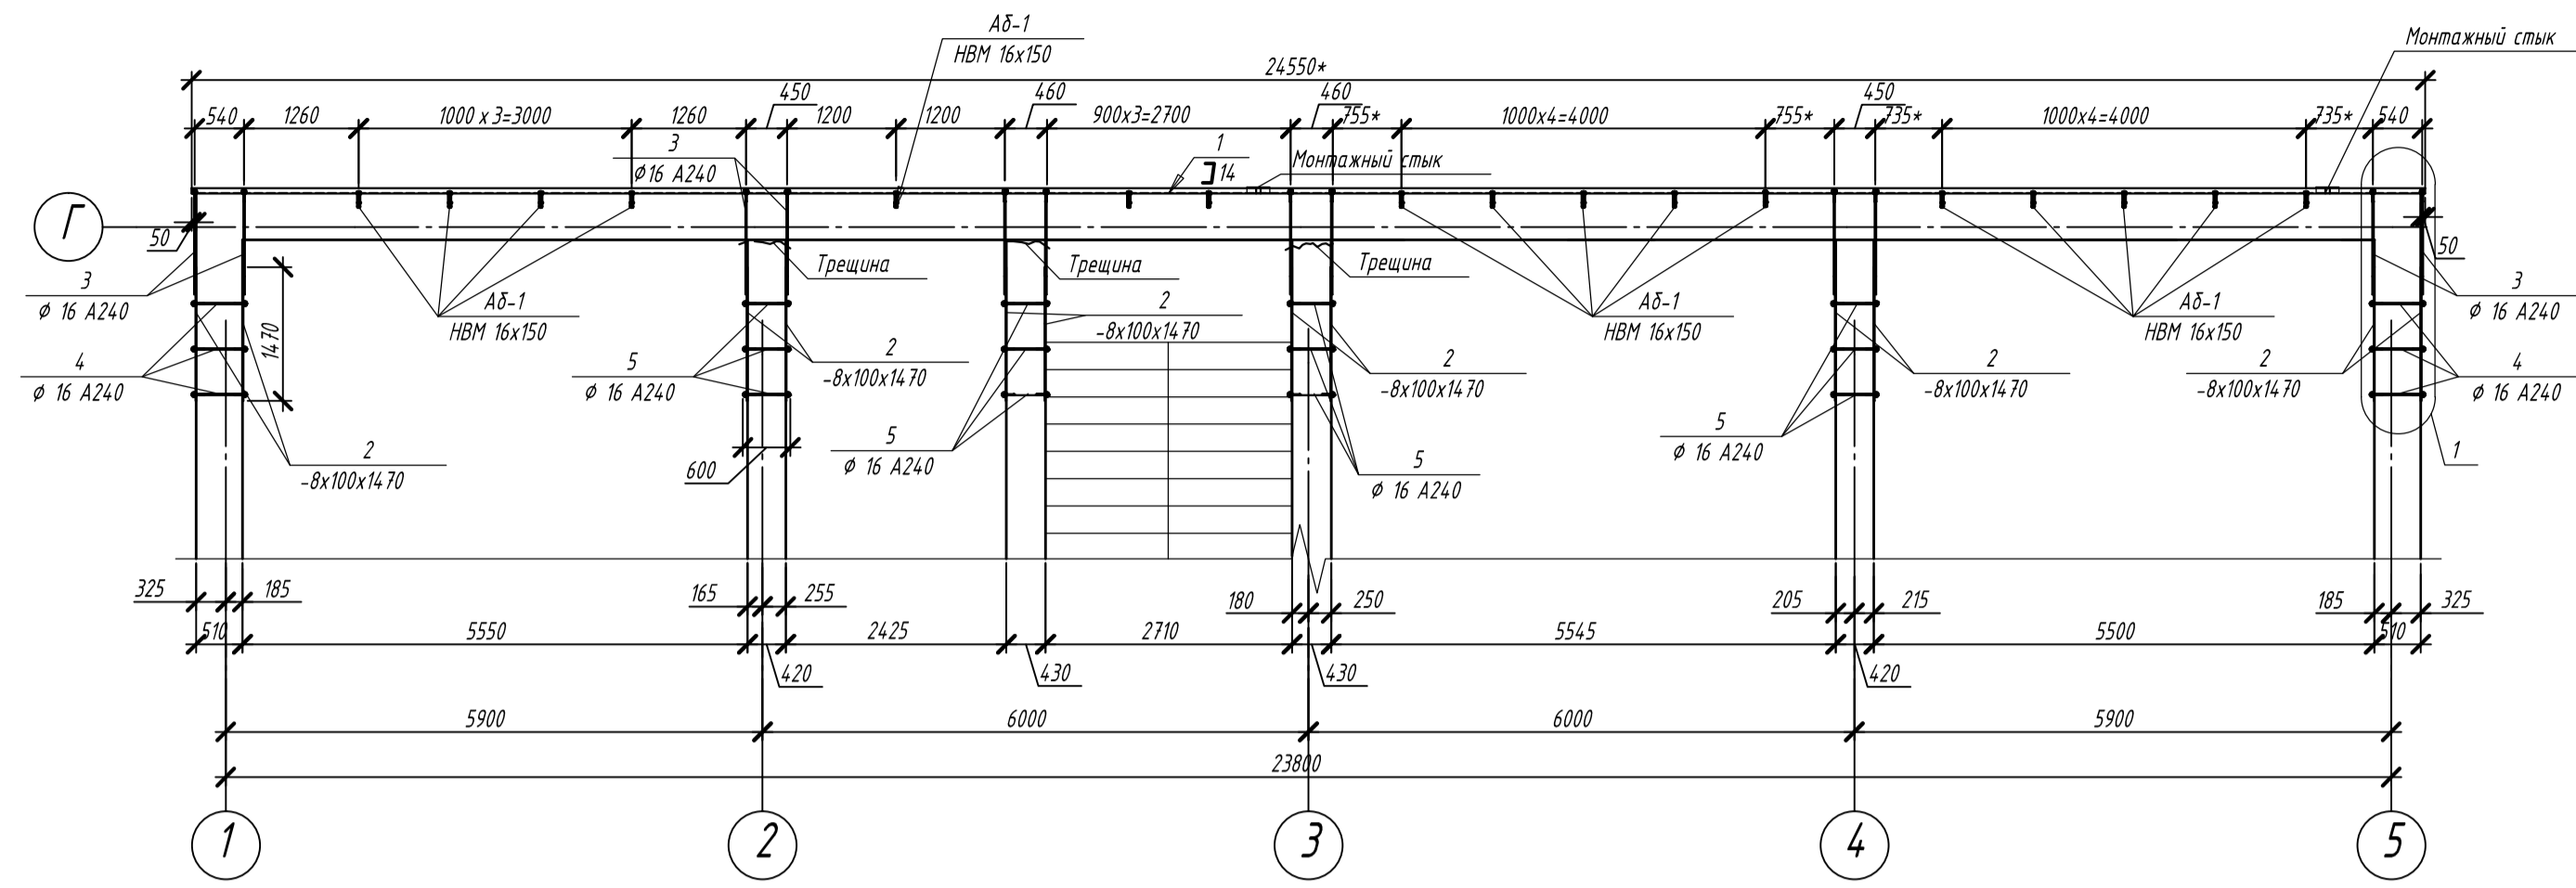 Аб-1
НВМ 16х150
Монтажный стык
24550*
540
1260
1000 х 3=3000
1260
450
1200
1200
460
900х3=2700
460
755*
1000х4=4000
755*
450
735*
1000х4=4000
735*
540
3
ϕ16 А240
1
14
Монтажный стык
Г
50
50
Трещина
Трещина
Трещина
3
ϕ 16 А240
1470
Аб-1
НВМ 16х150
2
-8х100х1470
Аб-1
НВМ 16х150
Аб-1
НВМ 16х150
3
ϕ 16 А240
4
ϕ 16 А240
5
ϕ 16 А240
2
-8х100х1470
2
-8х100х1470
2
-8х100х1470
2
-8х100х1470
4
ϕ 16 А240
2
-8х100х1470
600
5
ϕ 16 А240
5
ϕ 16 А240
5
ϕ 16 А240
1
325
185
165
255
180
250
205
215
185
325
510
5550
2425
2710
5545
5500
510
420
430
430
420
5900
6000
6000
5900
23800
1
2
3
4
5